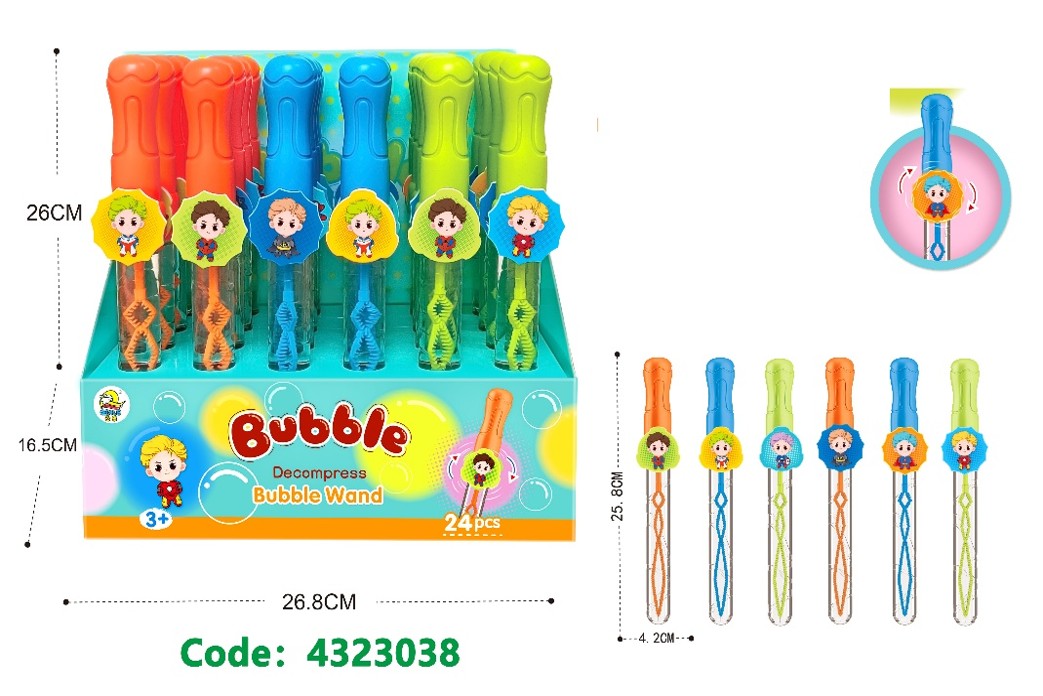 26CM
16.5CM
Bubble
Decompress
Bubble Wand
3+
24pcs
26.8CM
Code: 4323038
25.8CM
4.2CM